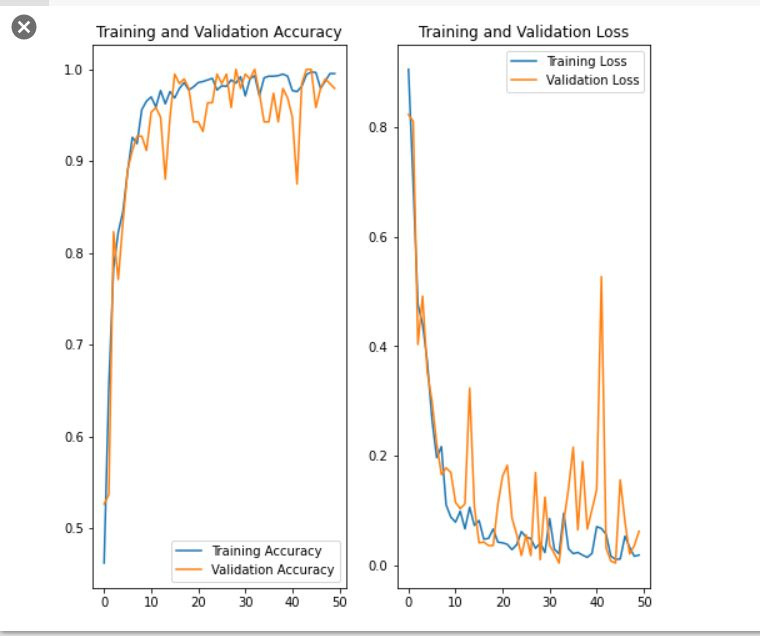 Training and Validation Accuracy
1.0
0.9
0.8
0.7
0.6
0.5
Training Accuracy
Validation Accuracy
0 10 20 30 40 50
Training and Validation Loss
Training Loss
Validation Loss
0.8
0.6
0.4
0.2
0.0
0 10 20 30 40 50